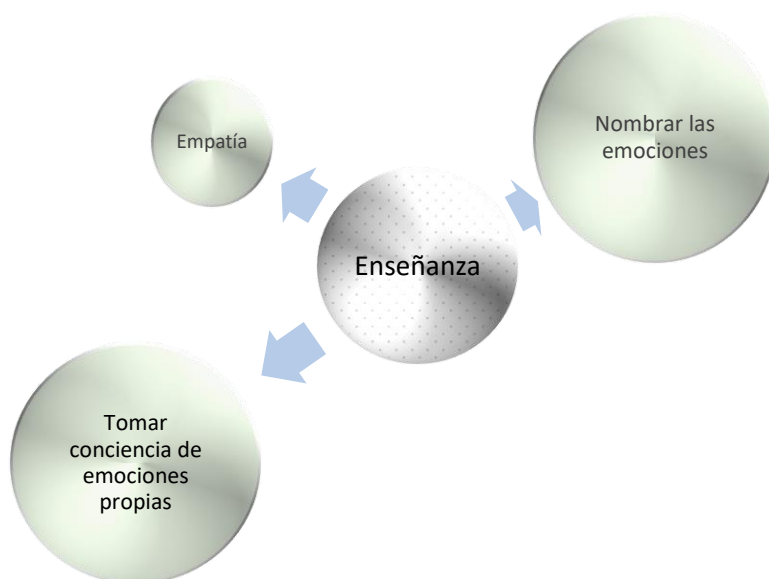 Nombrar las
emociones
Empatía
Enseñanza
Tomar
conciencia de
emociones
propias